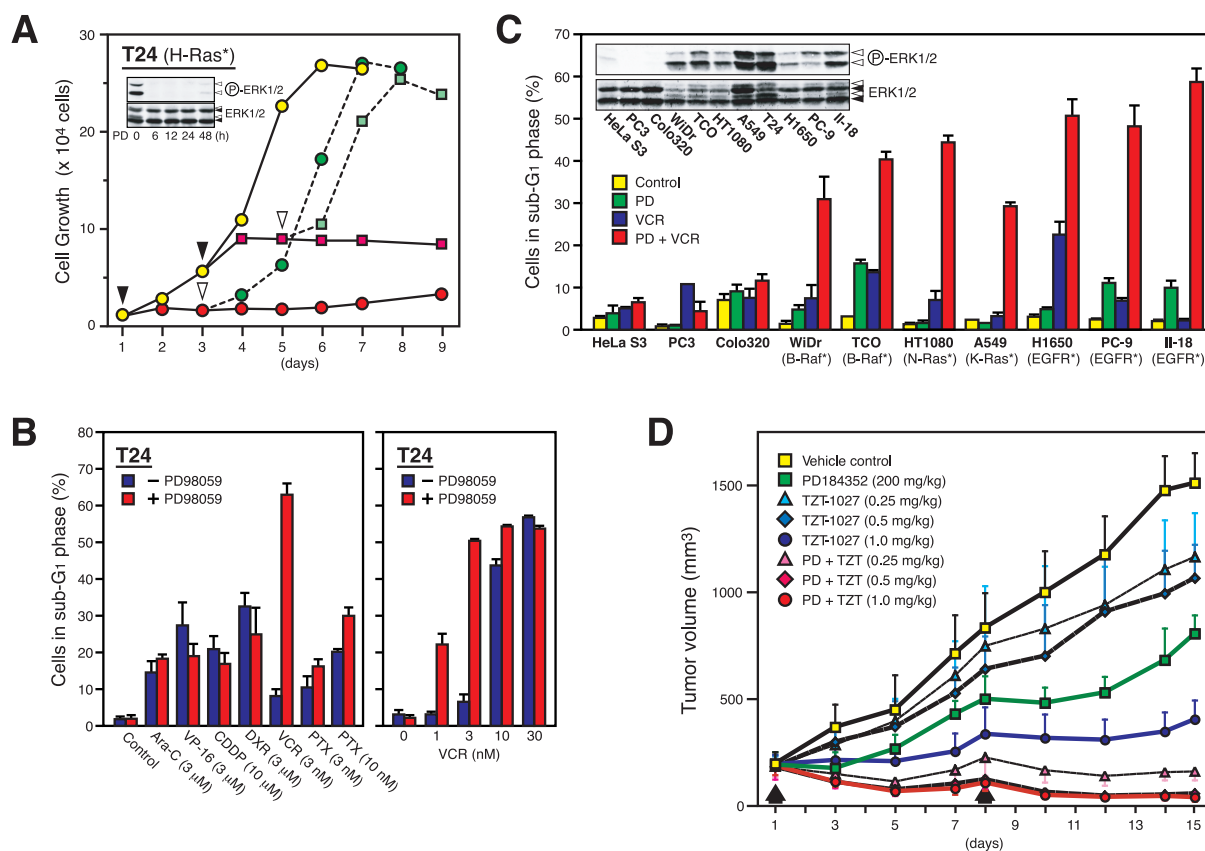 A
T24 (H-Ras*)
P-ERK1/2
ERK1/2
PD 0 6 12 24 48 (h)
Cell Growth (x 10⁴ cells)
30
20
10
0
1 2 3 4 5 6 7 8 9
(days)
B
Cells in sub-G1 phase (%)
80
70
60
50
40
30
20
10
0
T24
− PD98059
+ PD98059
Control
Ara-C (3 μM)
VP-16 (3 μM)
CDDP (10 μM)
DXR (3 μM)
VCR (3 nM)
PTX (3 nM)
PTX (10 nM)
T24
− PD98059
+ PD98059
0 1 3 10 30
VCR (nM)
C
Cells in sub-G1 phase (%)
70
60
50
40
30
20
10
0
P-ERK1/2
ERK1/2
HeLa S3
PC3
Colo320
WiDr
TCO
HT1080
A549
T24
H1650
PC-9
II-18
Control
PD
VCR
PD + VCR
HeLa S3 PC3 Colo320 WiDr TCO HT1080 A549 H1650 PC-9 II-18
(B-Raf*) (B-Raf*) (N-Ras*) (K-Ras*) (EGFR*) (EGFR*) (EGFR*)
D
Tumor volume (mm3)
1500
1000
500
0
Vehicle control
PD184352 (200 mg/kg)
TZT-1027 (0.25 mg/kg)
TZT-1027 (0.5 mg/kg)
TZT-1027 (1.0 mg/kg)
PD + TZT (0.25 mg/kg)
PD + TZT (0.5 mg/kg)
PD + TZT (1.0 mg/kg)
1 3 5 7 9 11 13 15
(days)